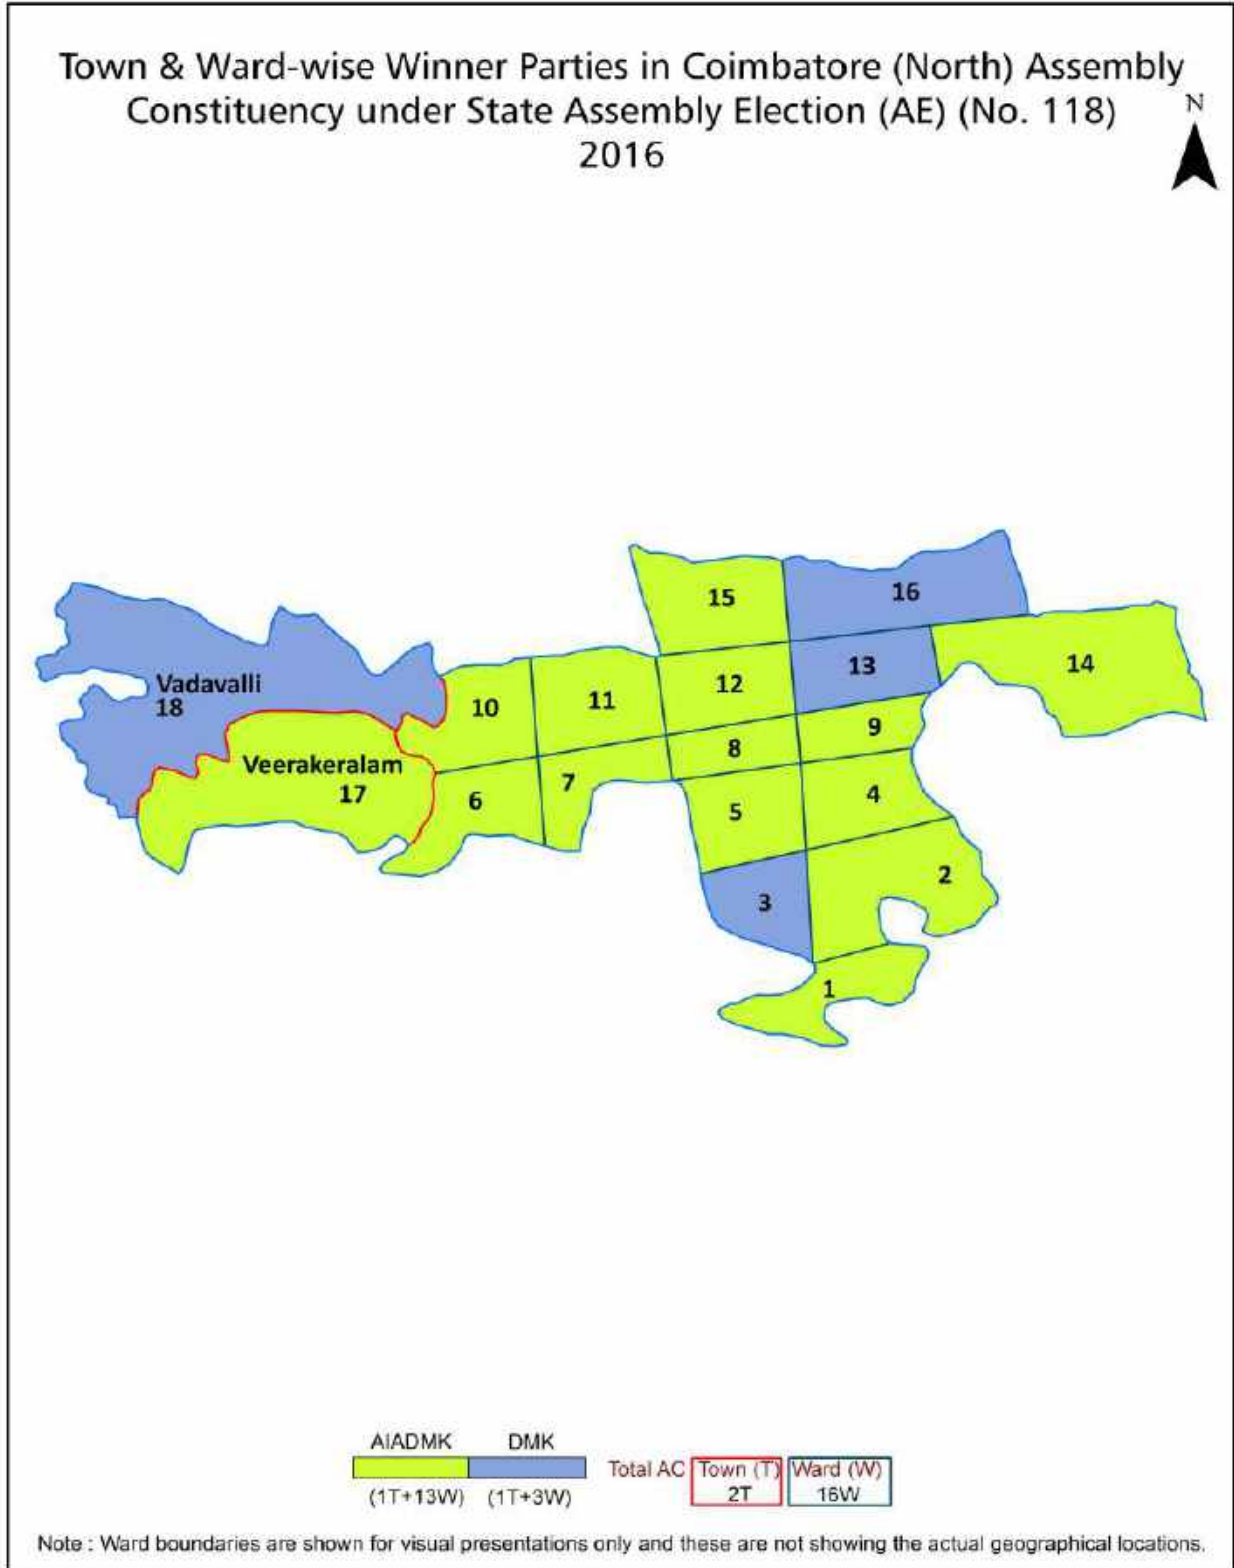 Town & Ward-wise Winner Parties in Coimbatore (North) Assembly
Constituency under State Assembly Election (AE) (No. 118)
2016
N
15
16
13
14
12
11
10
Vadavalli
18
9
8
Veerakeralam
17
7
6
5
4
3
2
1
AIADMK DMK
Total AC Town (T) Ward (W)
(1T+13W) (1T+3W) 2T 16W
Note : Ward boundaries are shown for visual presentations only and these are not showing the actual geographical locations.